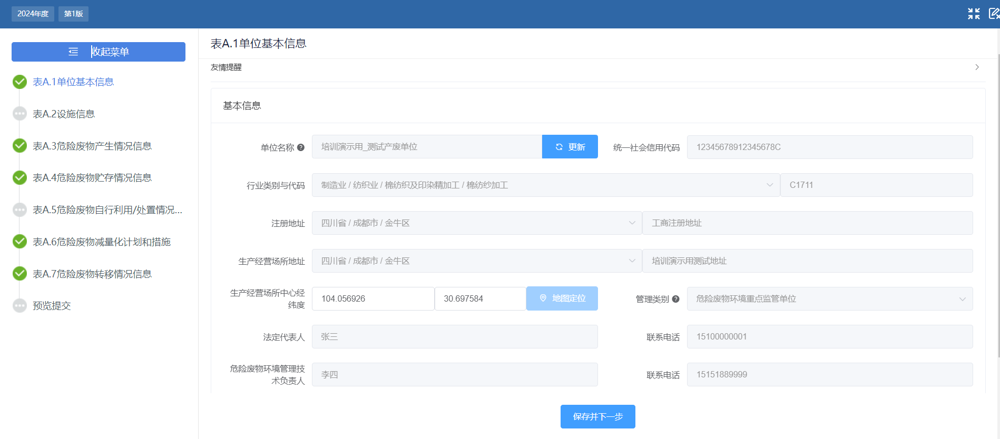 2024年度 第1版
收起菜单
表A.1单位基本信息
表A.2设施信息
表A.3危险废物产生情况信息
表A.4危险废物贮存情况信息
表A.5危险废物自行利用/处置情况...
表A.6危险废物减量化计划和措施
表A.7危险废物转移情况信息
预览提交
表A.1单位基本信息
友情提醒
基本信息
单位名称 培训演示用_测试产废单位 更新 统一社会信用代码 12345678912345678C
行业类别与代码 制造业 / 纺织业 / 棉纺织及印染精加工 / 棉纺纱加工 C1711
注册地址 四川省 / 成都市 / 金牛区 工商注册地址
生产经营场所地址 四川省 / 成都市 / 金牛区 培训演示用测试地址
生产经营场所中心经
纬度 104.056926 30.697584 地图定位 管理类别 危险废物环境重点监管单位
法定代表人 张三 联系电话 15100000001
危险废物环境管理技
术负责人 李四 联系电话 15151889999
保存并下一步